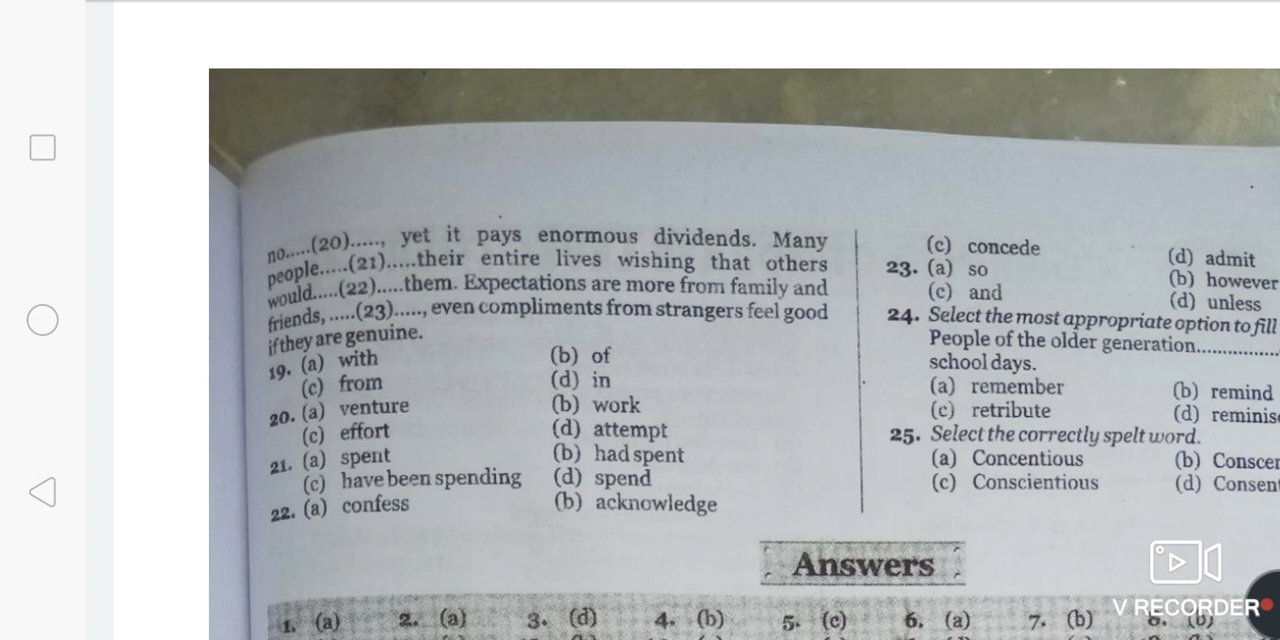 no.....(20)....., yet it pays enormous dividends. Many
people.....(21).....their entire lives wishing that others
would.....(22).....them. Expectations are more from family and
friends, .....(23)....., even compliments from strangers feel good
if they are genuine.
19. (a) with (b) of
(c) from (d) in
20. (a) venture (b) work
(c) effort (d) attempt
21. (a) spent (b) had spent
(c) have been spending (d) spend
22. (a) confess (b) acknowledge
(c) concede (d) admit
23. (a) so (b) however
(c) and (d) unless
24. Select the most appropriate option to fill
People of the older generation..............
school days.
(a) remember (b) remind
(c) retribute (d)
25. Select the correctly spelt word.
(a) Concentious (b)
(c) Conscientious (d)
Answers
1. (a) 2. (a) 3. (d) 4. (b) 5. (c) 6. (a) 7. (b) 8. (b)
V RECORDER